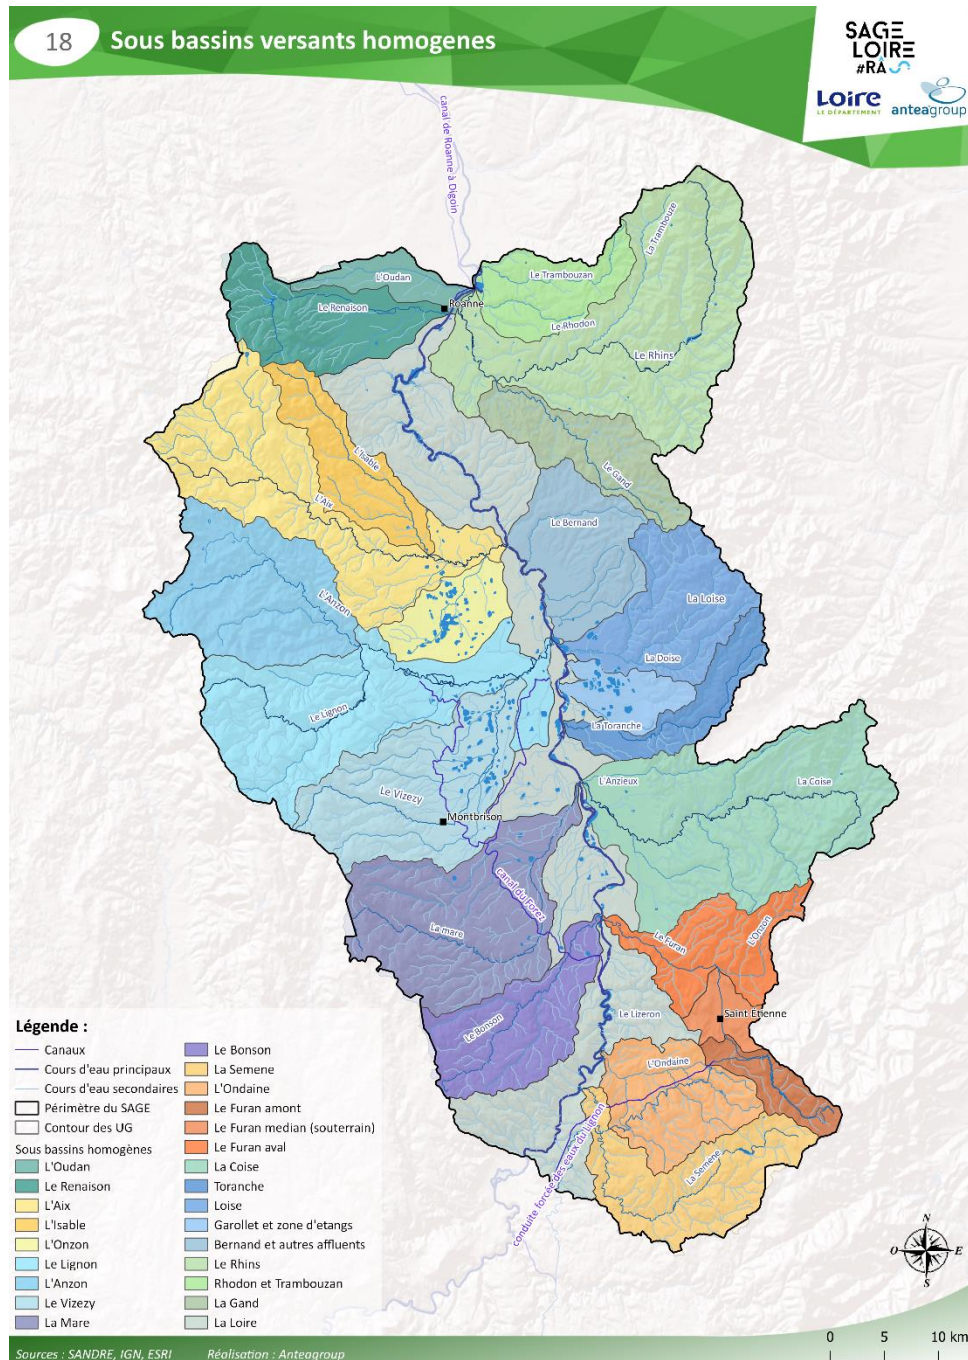 18
Sous bassins versants homogenes
SAGE
LOIRE
#RÂ
Loire
LE DÉPARTEMENT
anteagroup
canal de Roanne à Digoin
La Trambouze
L'Oudan
Le Trambouzan
Le Renaison
Roanne
Le Rhodon
Le Rhins
L'Isable
Le Gand
L'Aix
Le Bernand
L'Anzon
La Loise
La Doise
Le Lignon
La Toranche
L'Anzieux
La Coise
Le Vizezy
Montbrison
canal du Forez
La mare
Le Furan
L'Onzon
Le Bonson
Le Lizeron
Saint Etienne
L'Ondaine
La Semene
conduite forcée des eaux du Lignon
Légende :
Canaux
Cours d'eau principaux
Cours d'eau secondaires
Périmètre du SAGE
Contour des UG
Sous bassins homogènes
L'Oudan
Le Renaison
L'Aix
L'Isable
L'Onzon
Le Lignon
L'Anzon
Le Vizezy
La Mare
Le Bonson
La Semene
L'Ondaine
Le Furan amont
Le Furan median (souterrain)
Le Furan aval
La Coise
Toranche
Loise
Garollet et zone d'etangs
Bernand et autres affluents
Le Rhins
Rhodon et Trambouzan
La Gand
La Loire
N
O
E
S
0 5 10 km
Sources : SANDRE, IGN, ESRI Réalisation : Anteagroup